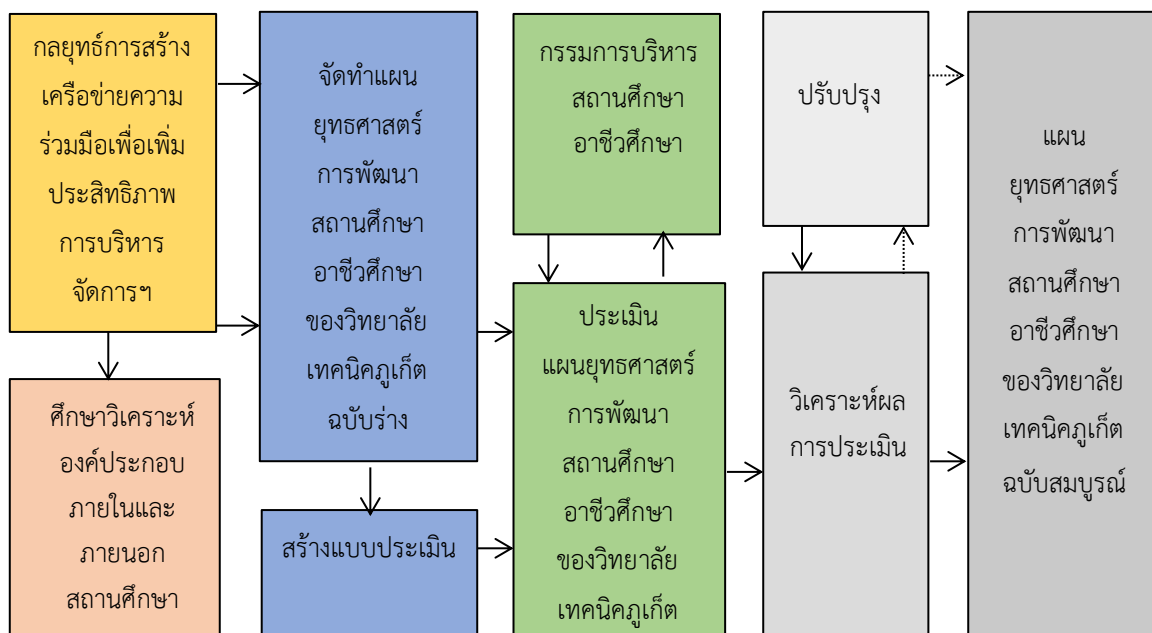 กลยุทธ์การสร้าง
เครือข่ายความ
ร่วมมือเพื่อเพิ่ม
ประสิทธิภาพ
การบริหาร
จัดการฯ
ศึกษาวิเคราะห์
องค์ประกอบ
ภายในและ
ภายนอก
สถานศึกษา
จัดทำแผน
ยุทธศาสตร์
การพัฒนา
สถานศึกษา
อาชีวศึกษา
ของวิทยาลัย
เทคนิคภูเก็ต
ฉบับร่าง
สร้างแบบประเมิน
กรรมการบริหาร
สถานศึกษา
อาชีวศึกษา
ประเมิน
แผนยุทธศาสตร์
การพัฒนา
สถานศึกษา
อาชีวศึกษา
ของวิทยาลัย
เทคนิคภูเก็ต
ปรับปรุง
วิเคราะห์ผล
การประเมิน
แผน
ยุทธศาสตร์
การพัฒนา
สถานศึกษา
อาชีวศึกษา
ของวิทยาลัย
เทคนิคภูเก็ต
ฉบับสมบูรณ์